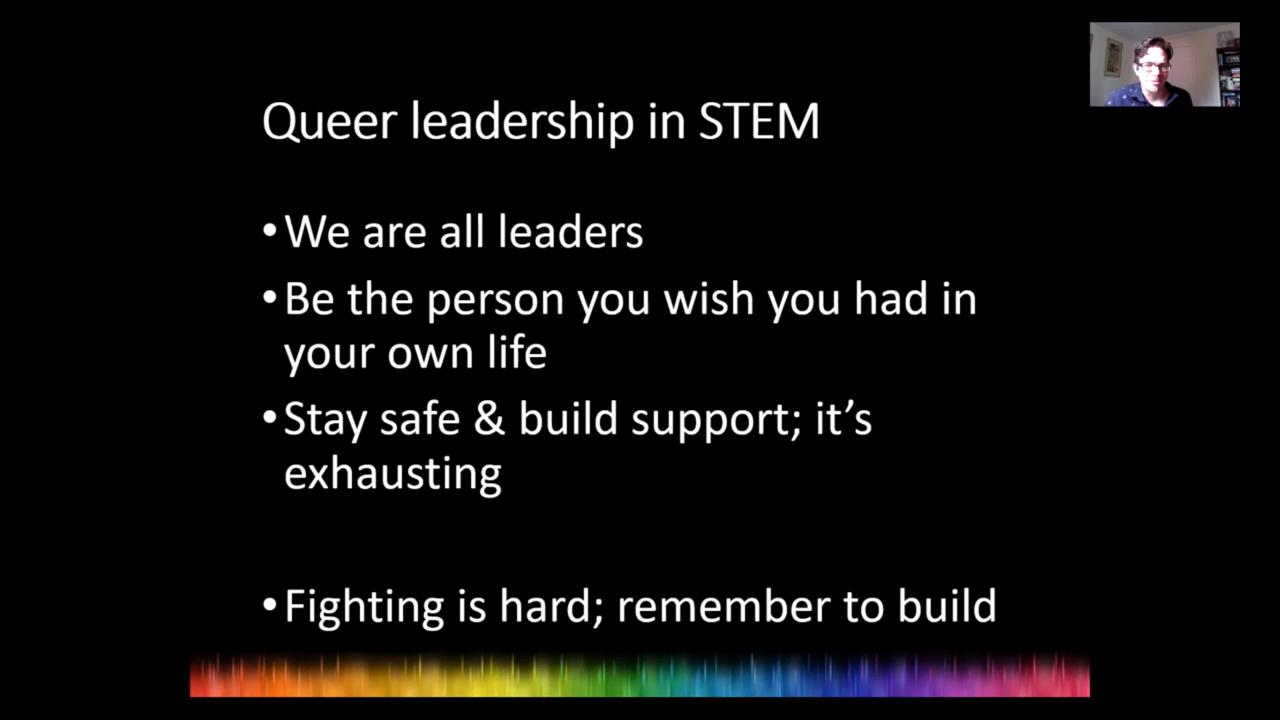 Queer leadership in STEM
•We are all leaders
•Be the person you wish you had in
your own life
•Stay safe & build support; it’s
exhausting
•Fighting is hard; remember to build